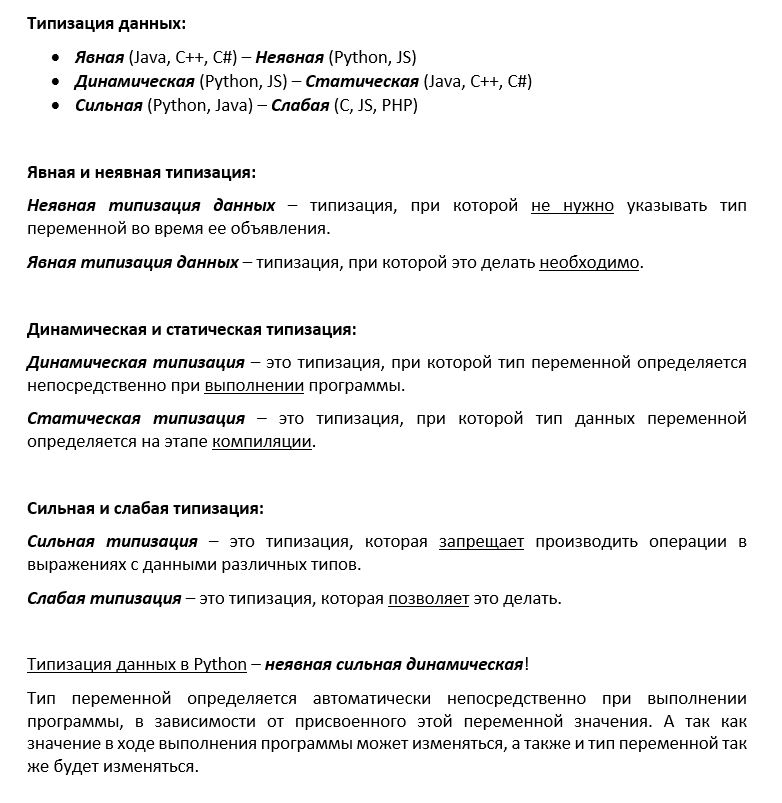 Типизация данных:
• Явная (Java, C++, C#) – Неявная (Python, JS)
• Динамическая (Python, JS) – Статическая (Java, C++, C#)
• Сильная (Python, Java) – Слабая (C, JS, PHP)
Явная и неявная типизация:
Неявная типизация данных – типизация, при которой не нужно указывать тип
переменной во время ее объявления.
Явная типизация данных – типизация, при которой это делать необходимо.
Динамическая и статическая типизация:
Динамическая типизация – это типизация, при которой тип переменной определяется
непосредственно при выполнении программы.
Статическая типизация – это типизация, при которой тип данных переменной
определяется на этапе компиляции.
Сильная и слабая типизация:
Сильная типизация – это типизация, которая запрещает производить операции в
выражениях с данными различных типов.
Слабая типизация – это типизация, которая позволяет это делать.
Типизация данных в Python – неявная сильная динамическая!
Тип переменной определяется автоматически непосредственно при выполнении
программы, в зависимости от присвоенного этой переменной значения. А так как
значение в ходе выполнения программы может изменяться, а также и тип переменной так
же будет изменяться.